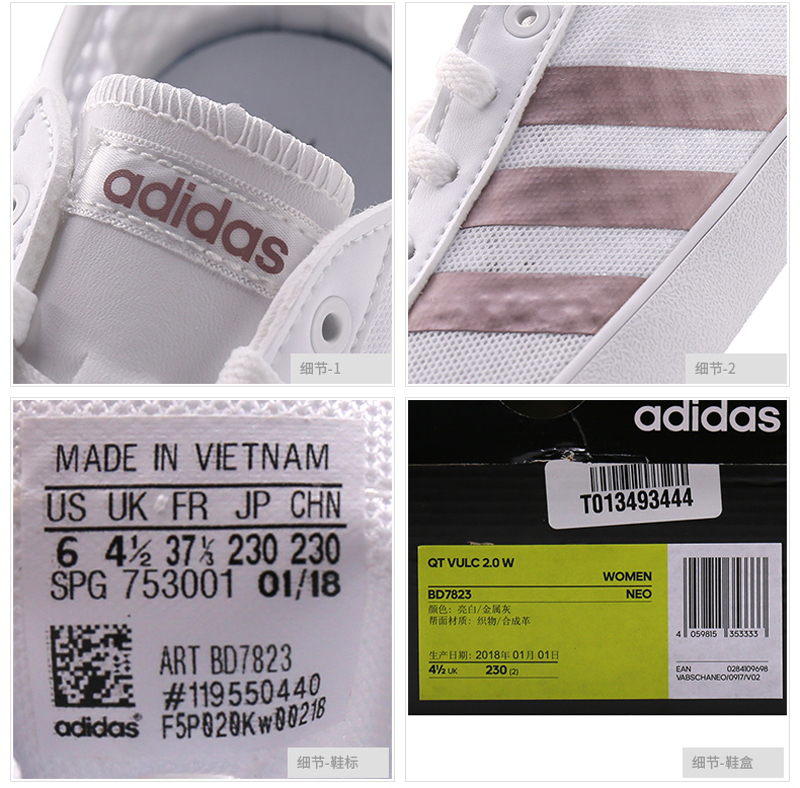 adidas
细节-1
细节-2
MADE IN VIETNAM
US UK FR JP CHN
6 4½ 37⅓ 230 230
SPG 753001 01/18
ART BD7823
#119550440
F5P020KW00218
adidas®
细节-鞋标
adidas
T013493444
QT VULC 2.0 W
WOMEN
BD7823 NEO
颜色: 亮白/金属灰
帮面材质: 织物/合成革
生产日期: 2018年 01月 01日
4½ UK 230 (2)
4 059815 353333
EAN 0284109698
VABSCHANEO/0917/V02
细节-鞋盒